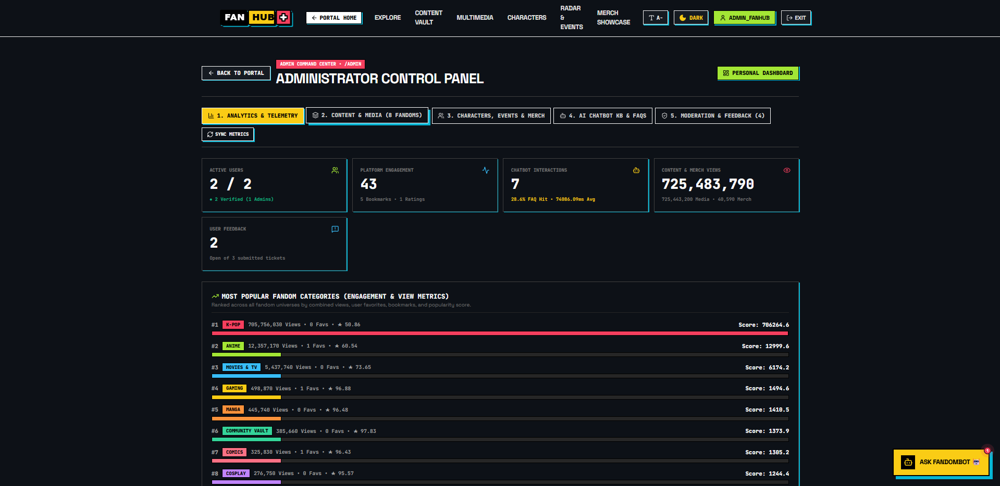 FAN HUB
← PORTAL HOME
EXPLORE
CONTENT
VAULT
MULTIMEDIA
CHARACTERS
RADAR
&
EVENTS
MERCH
SHOWCASE
A-
DARK
ADMIN_FANHUB
EXIT
← BACK TO PORTAL
ADMIN COMMAND CENTER • /ADMIN
ADMINISTRATOR CONTROL PANEL
PERSONAL DASHBOARD
1. ANALYTICS & TELEMETRY
2. CONTENT & MEDIA (8 FANDOMS)
3. CHARACTERS, EVENTS & MERCH
4. AI CHATBOT KB & FAQS
5. MODERATION & FEEDBACK (4)
SYNC METRICS
ACTIVE USERS
2 / 2
● 2 Verified (1 Admins)
PLATFORM ENGAGEMENT
43
5 Bookmarks • 1 Ratings
CHATBOT INTERACTIONS
7
28.6% FAQ Hit • 74086.09ms Avg
CONTENT & MERCH VIEWS
725,483,790
725,443,200 Media • 40,590 Merch
USER FEEDBACK
2
Open of 3 submitted tickets
MOST POPULAR FANDOM CATEGORIES (ENGAGEMENT & VIEW METRICS)
Ranked across all fandom universes by combined views, user favorites, bookmarks, and popularity score.
#1 K-POP 705,756,030 Views • 0 Favs • ★ 50.86 Score: 706264.6
#2 ANIME 12,357,170 Views • 1 Favs • ★ 60.54 Score: 12999.6
#3 MOVIES & TV 5,437,740 Views • 0 Favs • ★ 73.65 Score: 6174.2
#4 GAMING 498,870 Views • 1 Favs • ★ 96.88 Score: 1494.6
#5 MANGA 445,740 Views • 0 Favs • ★ 96.48 Score: 1410.5
#6 COMMUNITY VAULT 385,660 Views • 0 Favs • ★ 97.83 Score: 1373.9
#7 COMICS 325,830 Views • 1 Favs • ★ 96.43 Score: 1305.2
#8 COSPLAY 276,750 Views • 0 Favs • ★ 95.57 Score: 1244.4
1
ASK FANDOMBOT